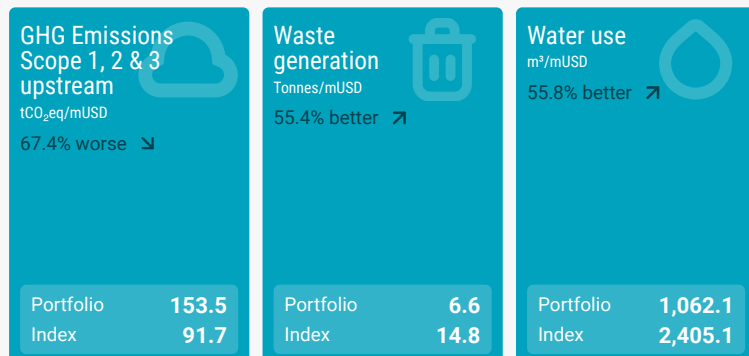 GHG Emissions
Scope 1, 2 & 3
upstream
tCO₂eq/mUSD
67.4% worse ↘
Portfolio 153.5
Index 91.7
Waste
generation
Tonnes/mUSD
55.4% better ↗
Portfolio 6.6
Index 14.8
Water use
m³/mUSD
55.8% better ↗
Portfolio 1,062.1
Index 2,405.1